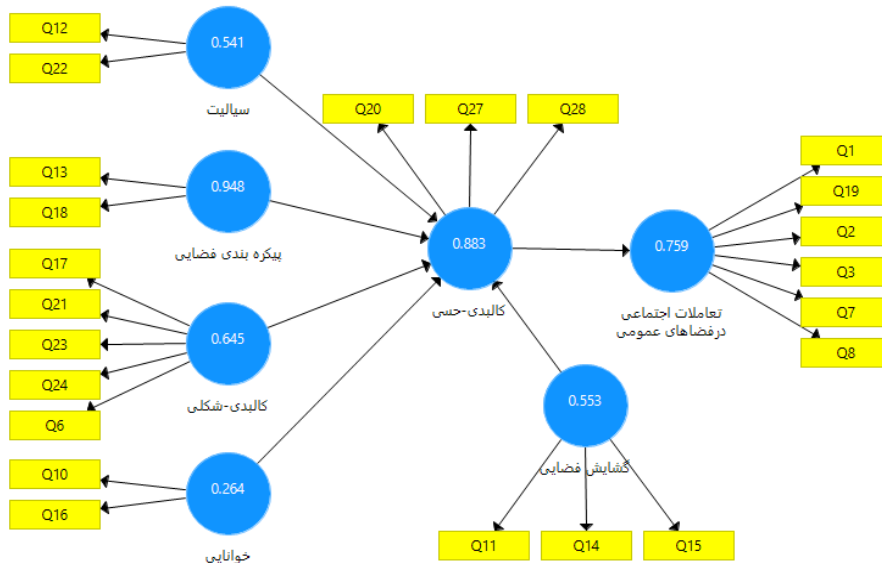 Q12
Q22
0.541
سیالیت
Q20
Q27
Q28
Q13
Q18
0.948
پیکره بندی فضایی
0.883
کالبدی-حسی
0.759
تعاملات اجتماعی
درفضاهای عمومی
Q1
Q19
Q2
Q3
Q7
Q8
Q17
Q21
Q23
Q24
Q6
0.645
کالبدی-شکلی
0.553
گشایش فضایی
Q10
Q16
0.264
خوانایی
Q11
Q14
Q15